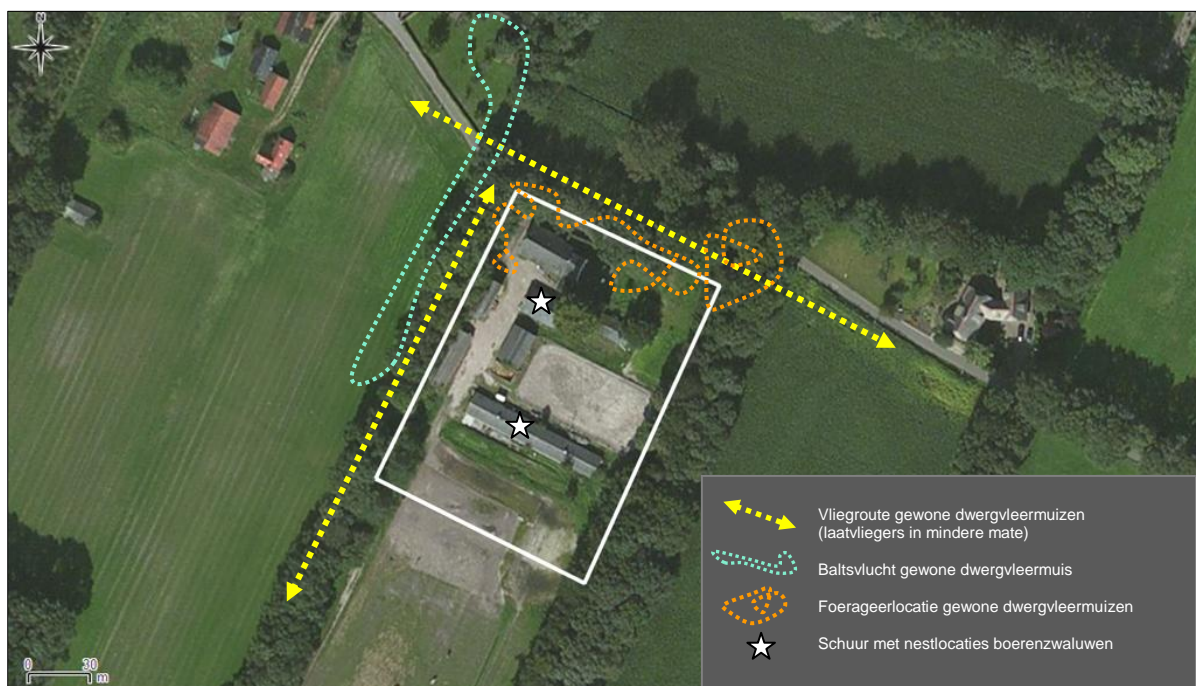 N
Vliegroute gewone dwergvleermuizen
(laatvliegers in mindere mate)
Baltsvlucht gewone dwergvleermuis
Foerageerlocatie gewone dwergvleermuizen
Schuur met nestlocaties boerenzwaluwen
0 30
m